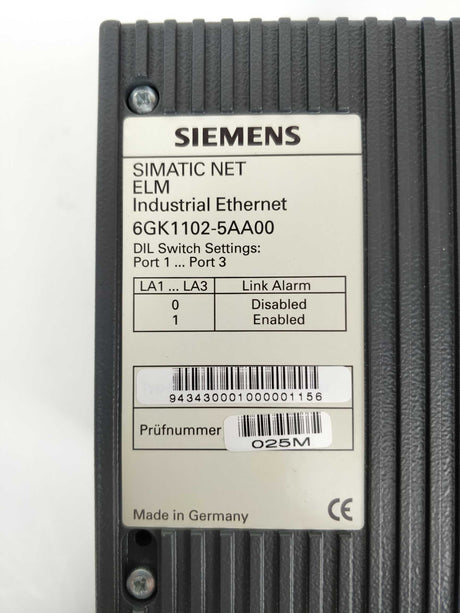 SIEMENS
SIMATIC NET
ELM
Industrial Ethernet
6GK1102-5AA00
DIL Switch Settings:
Port 1 ... Port 3
LA1 ... LA3 Link Alarm
0 Disabled
1 Enabled
943430001000001156
Prüfnummer 025M
Made in Germany CE